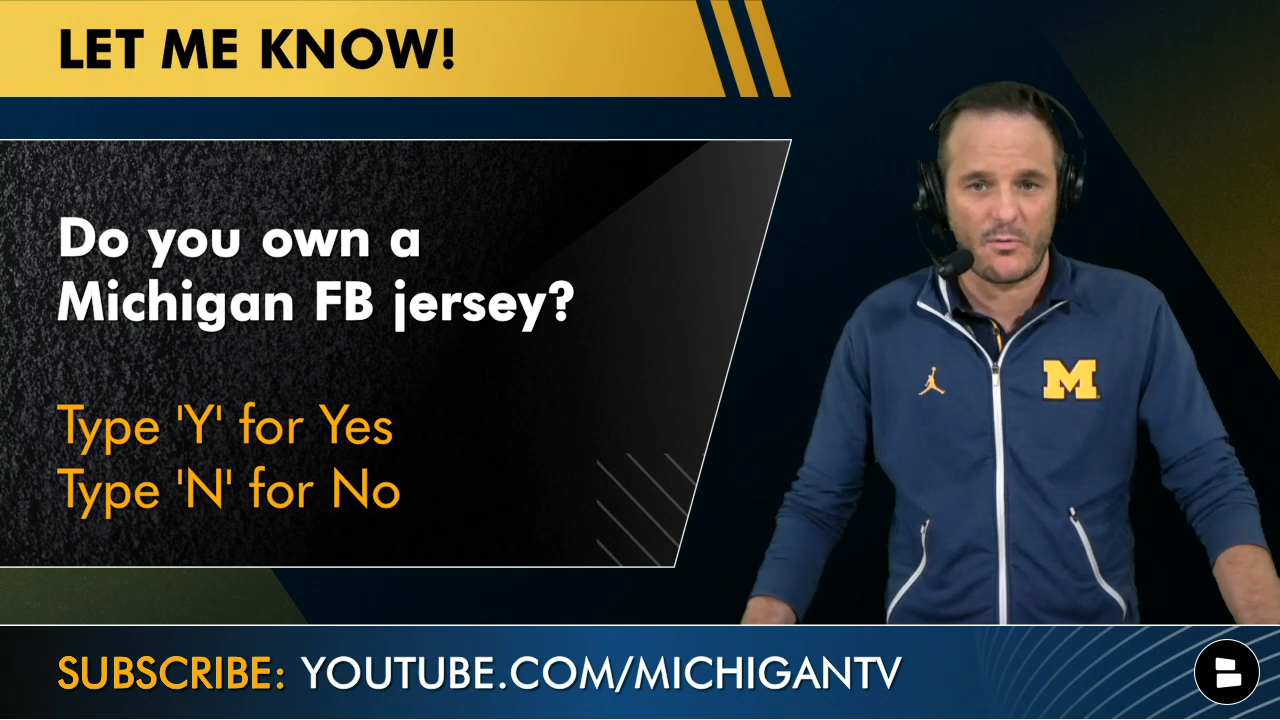 LET ME KNOW!
Do you own a
Michigan FB jersey?
Type 'Y' for Yes
Type 'N' for No
M
SUBSCRIBE: YOUTUBE.COM/MICHIGANTV